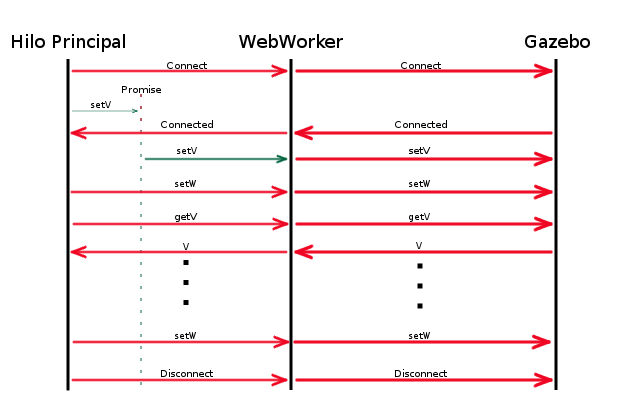 Hilo Principal WebWorker Gazebo
Connect Connect
Promise
setV
Connected Connected
setV setV
setW setW
getV getV
V V
setW setW
Disconnect Disconnect